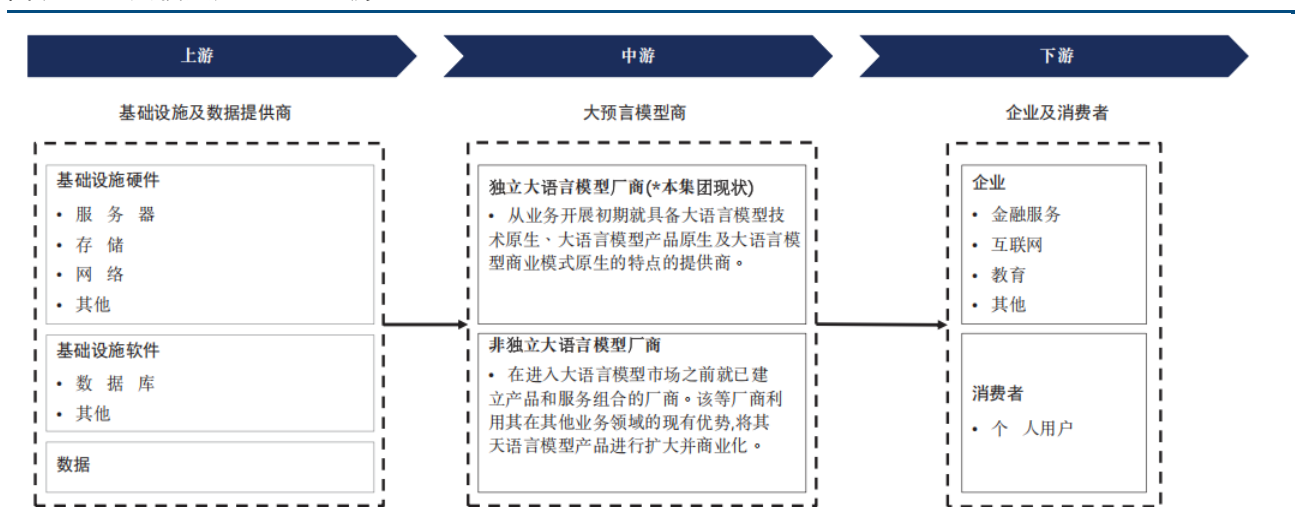 上游
中游
下游
基础设施及数据提供商
大预言模型商
企业及消费者
基础设施硬件
• 服 务 器
• 存 储
• 网 络
• 其他
基础设施软件
• 数 据 库
• 其他
数据
独立大语言模型厂商(*本集团现状)
• 从业务开展初期就具备大语言模型技
术原生、大语言模型产品原生及大语言模
型商业模式原生的特点的提供商。
非独立大语言模型厂商
• 在进入大语言模型市场之前就已建
立产品和服务组合的厂商。该等厂商利
用其在其他业务领域的现有优势,将其
天语言模型产品进行扩大并商业化。
企业
• 金融服务
• 互联网
• 教育
• 其他
消费者
• 个 人用户